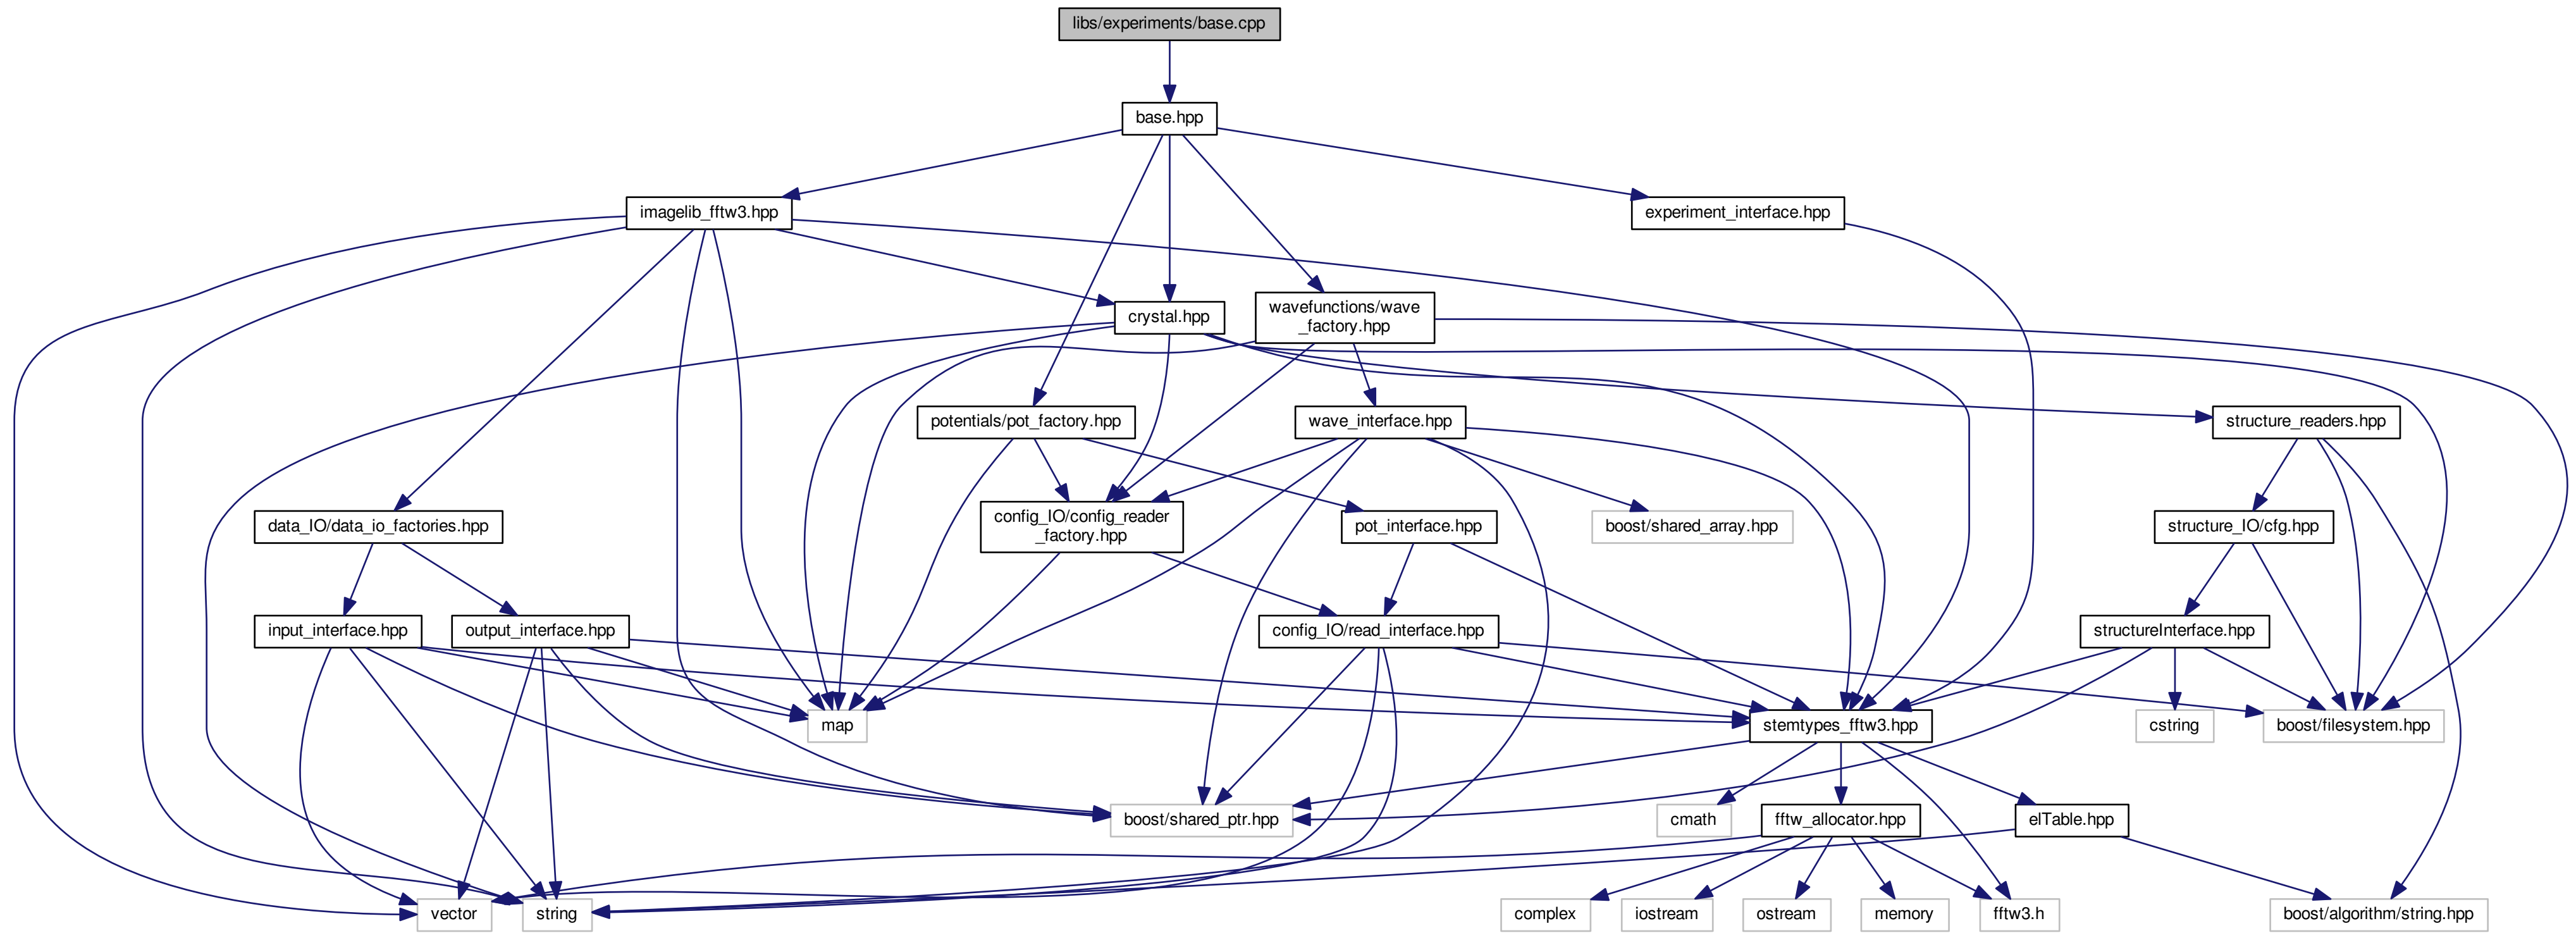 libs/experiments/base.cpp
base.hpp
imagelib_fftw3.hpp
experiment_interface.hpp
crystal.hpp
wavefunctions/wave
_factory.hpp
potentials/pot_factory.hpp
wave_interface.hpp
structure_readers.hpp
data_IO/data_io_factories.hpp
config_IO/config_reader
_factory.hpp
pot_interface.hpp
boost/shared_array.hpp
structure_IO/cfg.hpp
input_interface.hpp
output_interface.hpp
config_IO/read_interface.hpp
structureInterface.hpp
map
stemtypes_fftw3.hpp
cstring
boost/filesystem.hpp
boost/shared_ptr.hpp
cmath
fftw_allocator.hpp
elTable.hpp
vector
string
complex
iostream
ostream
memory
fftw3.h
boost/algorithm/string.hpp